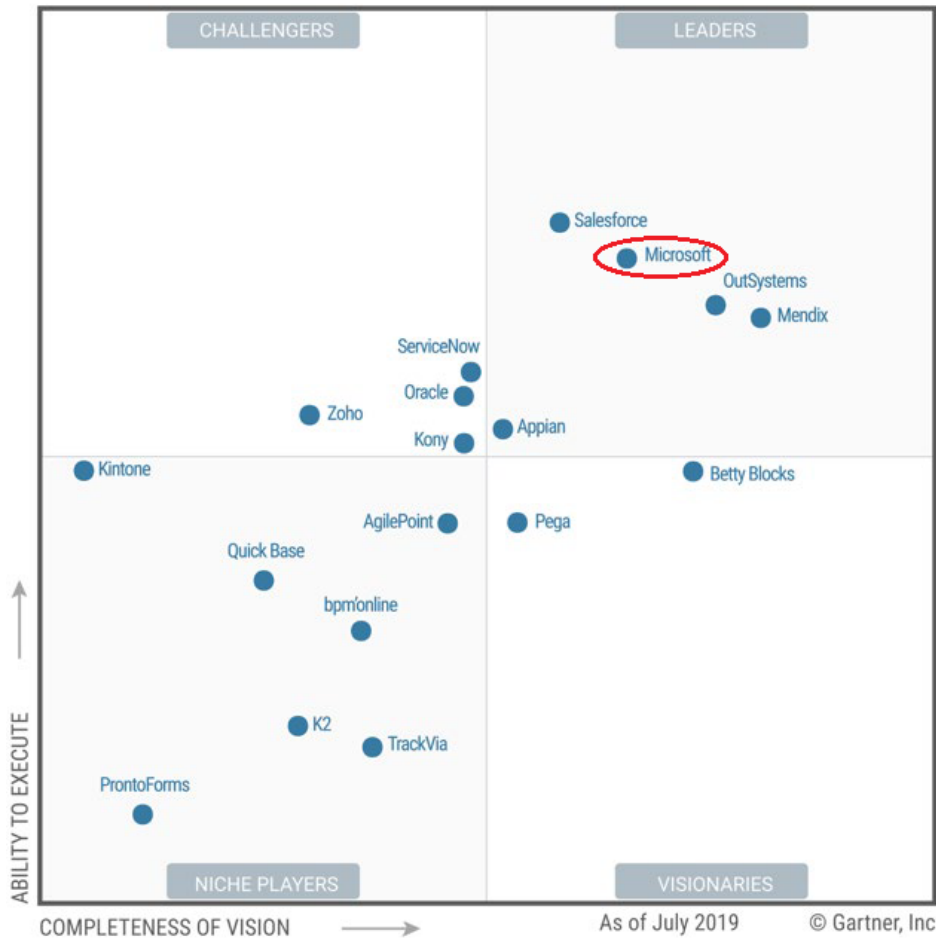 CHALLENGERS
LEADERS
Salesforce
Microsoft
OutSystems
Mendix
ServiceNow
Oracle
Zoho
Kony
Appian
Kintone
Betty Blocks
AgilePoint
Pega
Quick Base
bpm'online
K2
TrackVia
ProntoForms
NICHE PLAYERS
VISIONARIES
ABILITY TO EXECUTE
COMPLETENESS OF VISION
As of July 2019
© Gartner, Inc